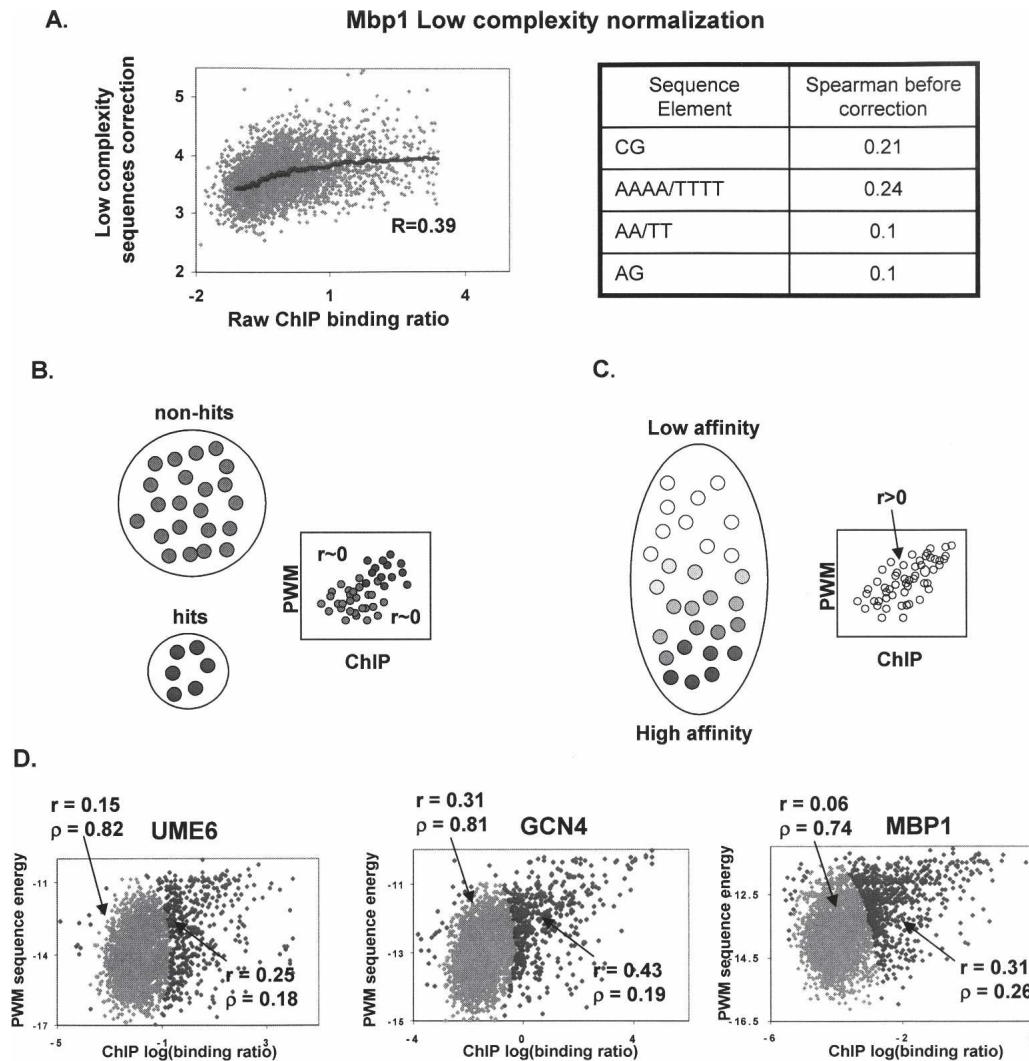 A.
Mbp1 Low complexity normalization
Low complexity
sequences correction
5
4
3
2
R=0.39
-2
1
4
Raw ChIP binding ratio
Sequence Element
Spearman before correction
CG
0.21
AAAA/TTTT
0.24
AA/TT
0.1
AG
0.1
B.
non-hits
hits
PWM
r~0
r~0
ChIP
C.
Low affinity
High affinity
r>0
PWM
ChIP
D.
r = 0.15
ρ = 0.82
UME6
PWM sequence energy
-11
-14
-17
r = 0.25
ρ = 0.18
-5
-1
3
ChIP log(binding ratio)
r = 0.31
ρ = 0.81
GCN4
PWM sequence energy
-11
-13
-15
r = 0.43
ρ = 0.19
-4
0
4
ChIP log(binding ratio)
r = 0.06
ρ = 0.74
MBP1
PWM sequence energy
-12.5
-14.5
-16.5
r = 0.31
ρ = 0.26
-6
-2
ChIP log(binding ratio)